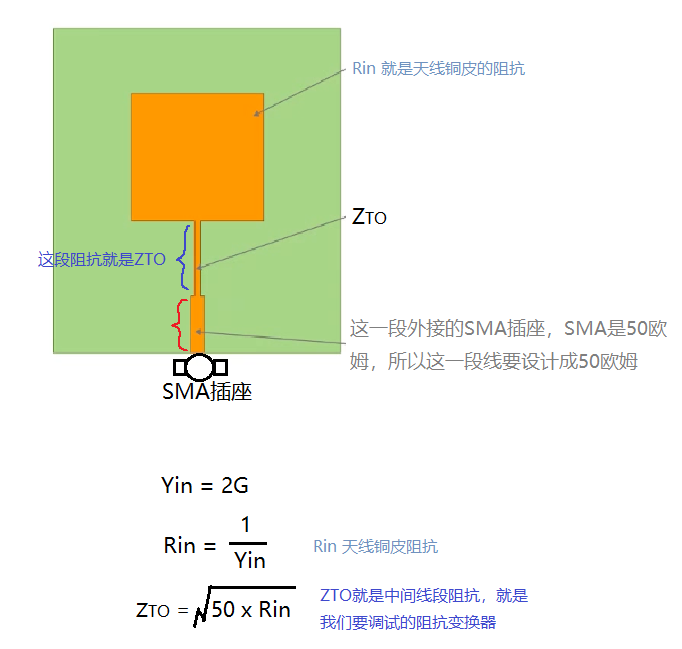 Rin 就是天线铜皮的阻抗
ZTO
这段阻抗就是ZTO
这一段外接的SMA插座，SMA是50欧
姆，所以这一段线要设计成50欧姆
SMA插座
Yin = 2G
Rin = 1/Yin
Rin 天线铜皮阻抗
ZTO = √50 x Rin
ZTO就是中间线段阻抗，就是
我们要调试的阻抗变换器